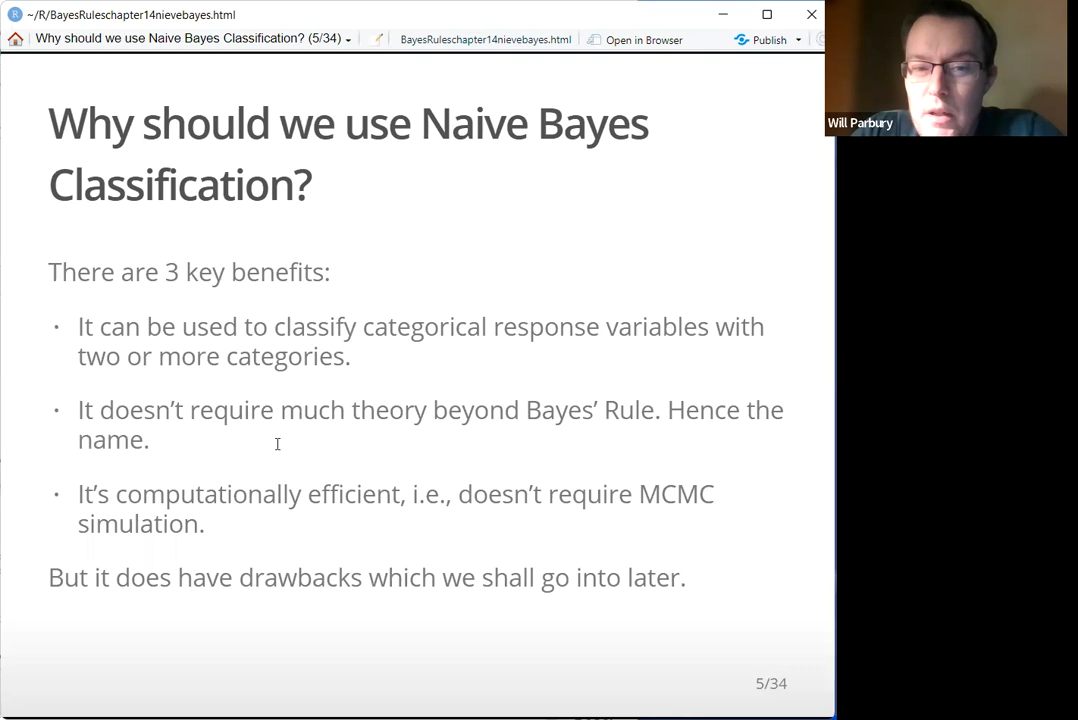 R ~/R/BayesRuleschapter14nievebayes.html
Why should we use Naive Bayes Classification? (5/34) BayesRuleschapter14nievebayes.html Open in Browser Publish
Will Parbury
Why should we use Naive Bayes
Classification?
There are 3 key benefits:
· It can be used to classify categorical response variables with
two or more categories.
· It doesn’t require much theory beyond Bayes’ Rule. Hence the
name.
· It’s computationally efficient, i.e., doesn’t require MCMC
simulation.
But it does have drawbacks which we shall go into later.
5/34